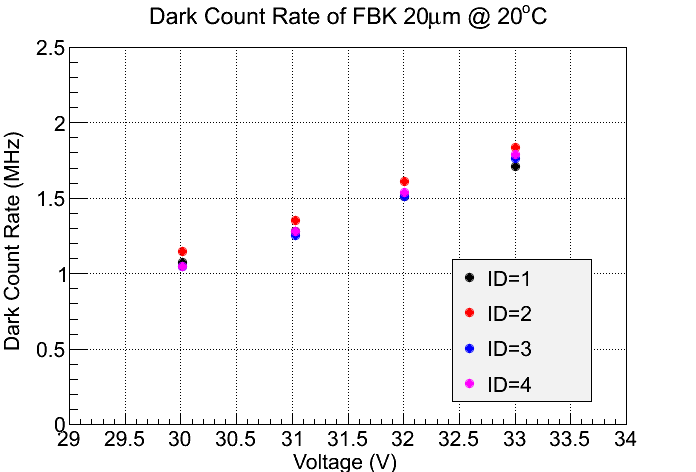 Dark Count Rate of FBK 20μm @ 20°C
Dark Count Rate (MHz)
2.5
2
1.5
1
0.5
0
ID=1
ID=2
ID=3
ID=4
29 29.5 30 30.5 31 31.5 32 32.5 33 33.5 34
Voltage (V)